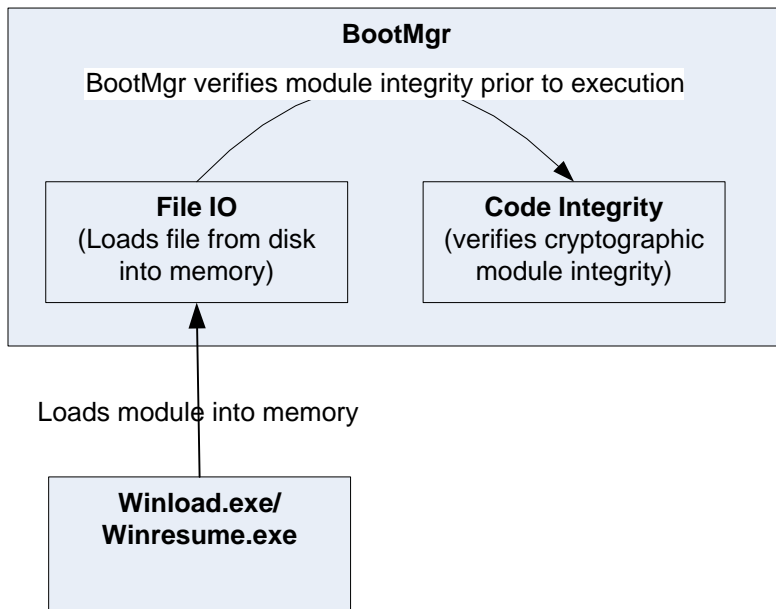 BootMgr
BootMgr verifies module integrity prior to execution
File IO
(Loads file from disk
into memory)
Code Integrity
(verifies cryptographic
module integrity)
Loads module into memory
Winload.exe/
Winresume.exe